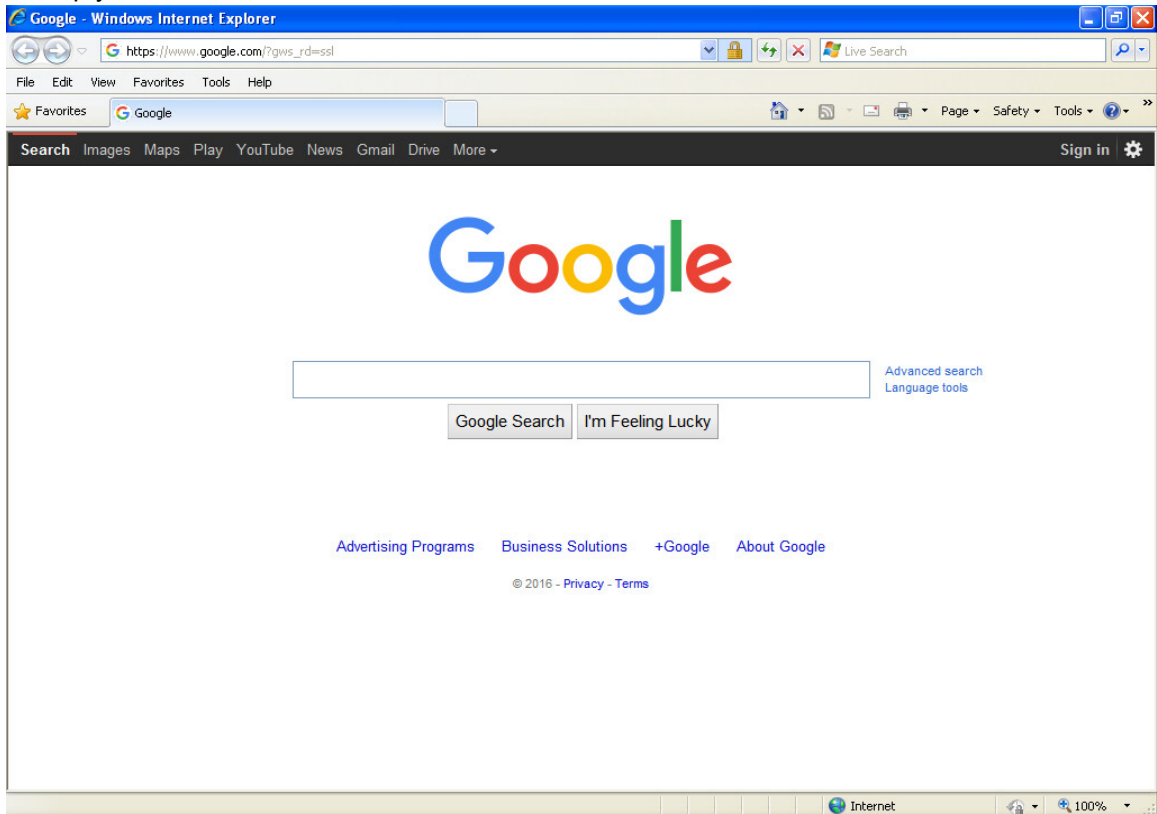 Google - Windows Internet Explorer
https://www.google.com/?gws_rd=ssl
Live Search
File Edit View Favorites Tools Help
Favorites
Google
Page
Safety
Tools
Search Images Maps Play YouTube News Gmail Drive More
Sign in
Google
Advanced search
Language tools
Google Search
I'm Feeling Lucky
Advertising Programs
Business Solutions
+Google
About Google
© 2016 - Privacy - Terms
Internet
100%